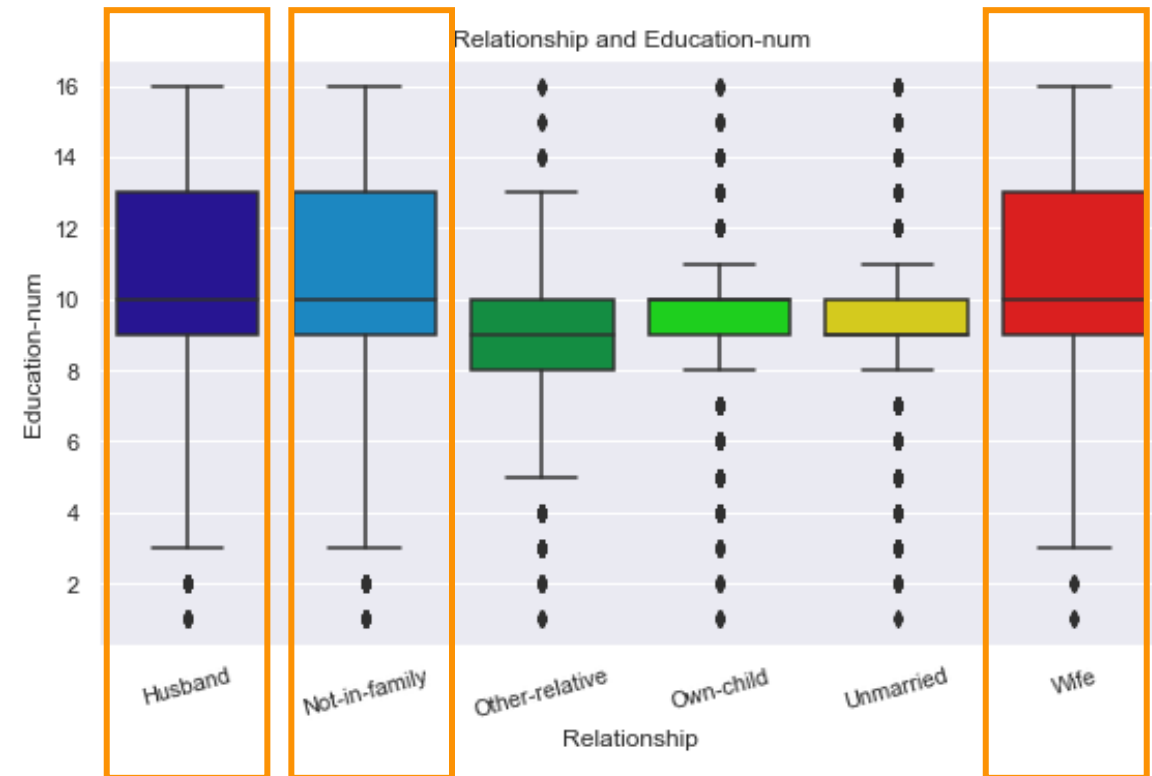 Relationship and Education-num
Education-num
16
14
12
10
8
6
4
2
Husband
Not-in-family
Other-relative
Own-child
Unmarried
Wife
Relationship